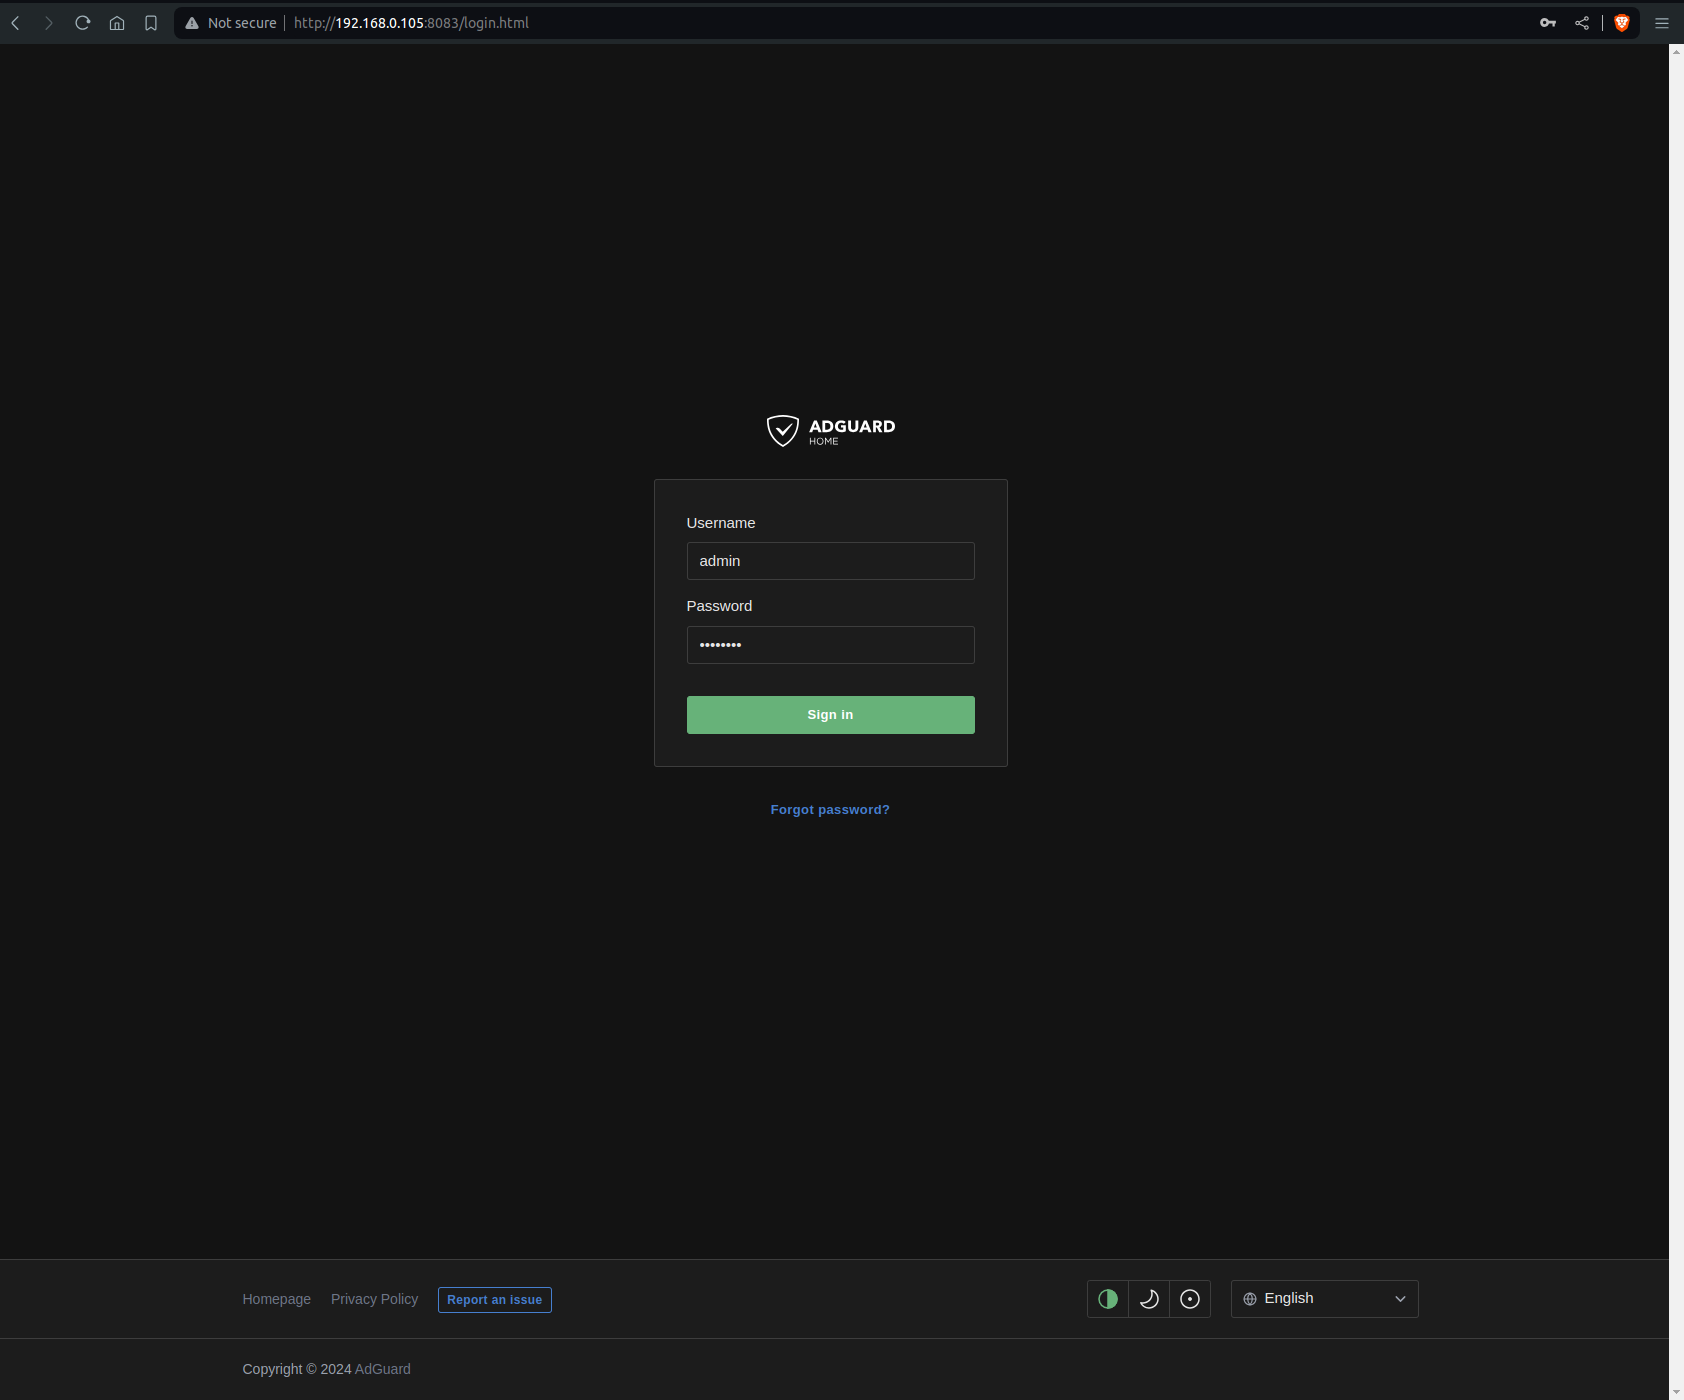 Not secure http://192.168.0.105:8083/login.html
ADGUARD
HOME
Username
admin
Password
••••••••
Sign in
Forgot password?
Homepage Privacy Policy Report an issue English
Copyright © 2024 AdGuard